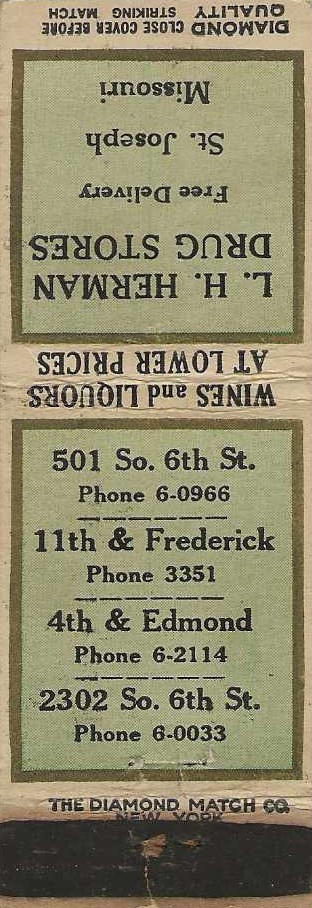 L. H. HERMAN
DRUG STORES
Free Delivery
St. Joseph
Missouri
DIAMOND QUALITY
CLOSE COVER BEFORE STRIKING MATCH
WINES and LIQUORS
AT LOWER PRICES
501 So. 6th St.
Phone 6-0966
11th & Frederick
Phone 3351
4th & Edmond
Phone 6-2114
2302 So. 6th St.
Phone 6-0033
THE DIAMOND MATCH CO.
NEW YORK